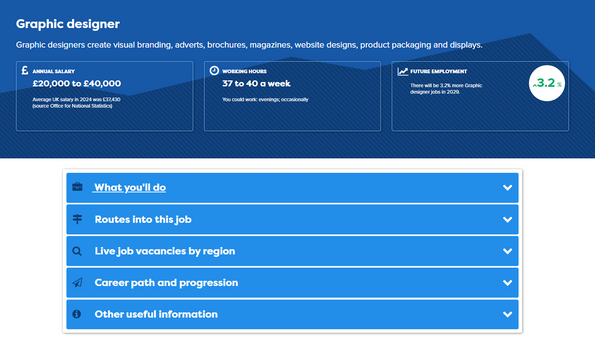 Graphic designer
Graphic designers create visual branding, adverts, brochures, magazines, website designs, product packaging and displays.
£ ANNUAL SALARY
£20,000 to £40,000
Average UK salary in 2024 was £37,430
(source Office for National Statistics)
WORKING HOURS
37 to 40 a week
You could work: evenings; occasionally
FUTURE EMPLOYMENT
There will be 3.2% more Graphic
designer jobs in 2029.
3.2 %
What you'll do
Routes into this job
Live job vacancies by region
Career path and progression
Other useful information